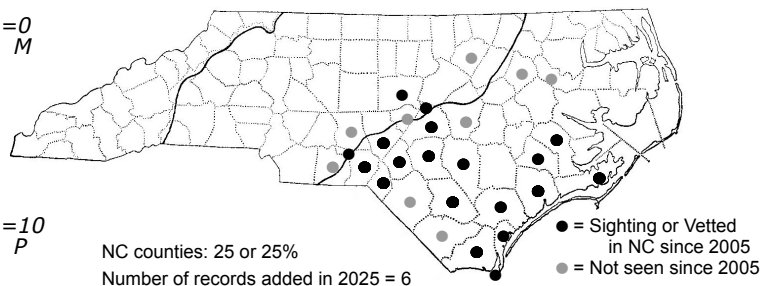 =0
M
=10
P
NC counties: 25 or 25%
Number of records added in 2025 = 6
= Sighting or Vetted
in NC since 2005
= Not seen since 2005